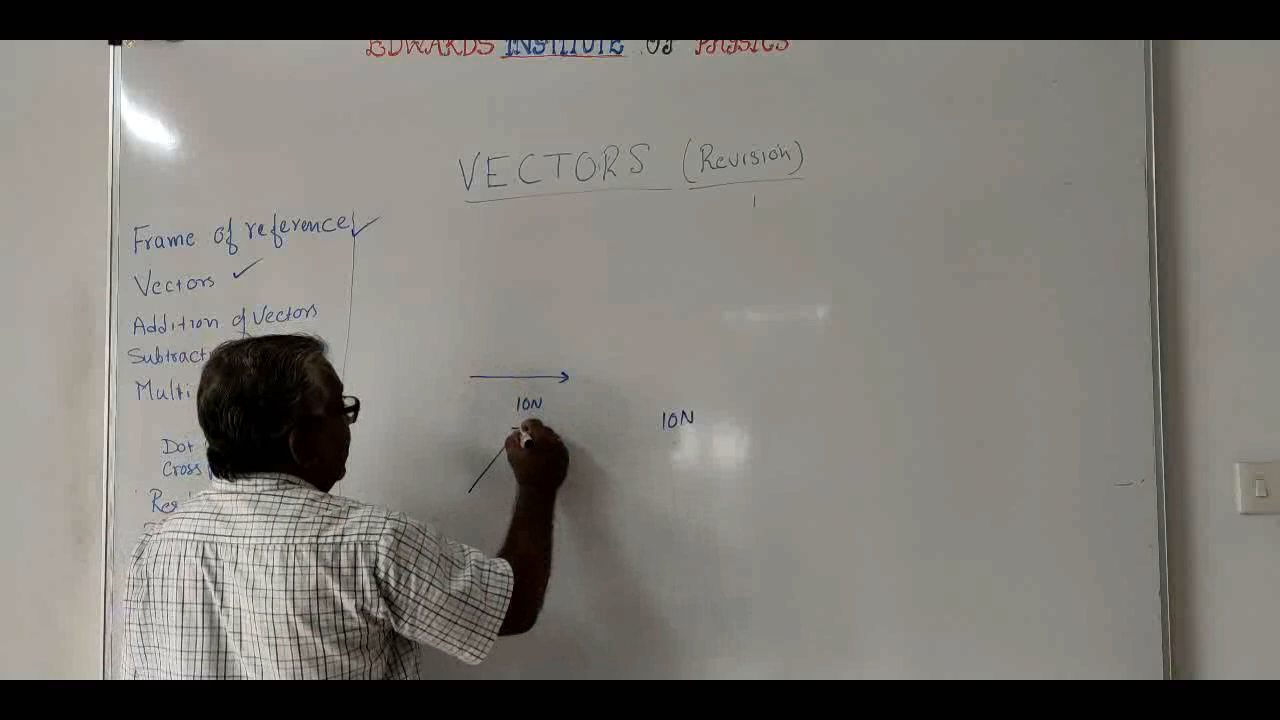 EDWARDS INSTITUTE OF PHYSICS
VECTORS (Revision)
Frame of reference
Vectors
Addition of Vectors
Subtract
Multi
Dot
Cross
10N
10N